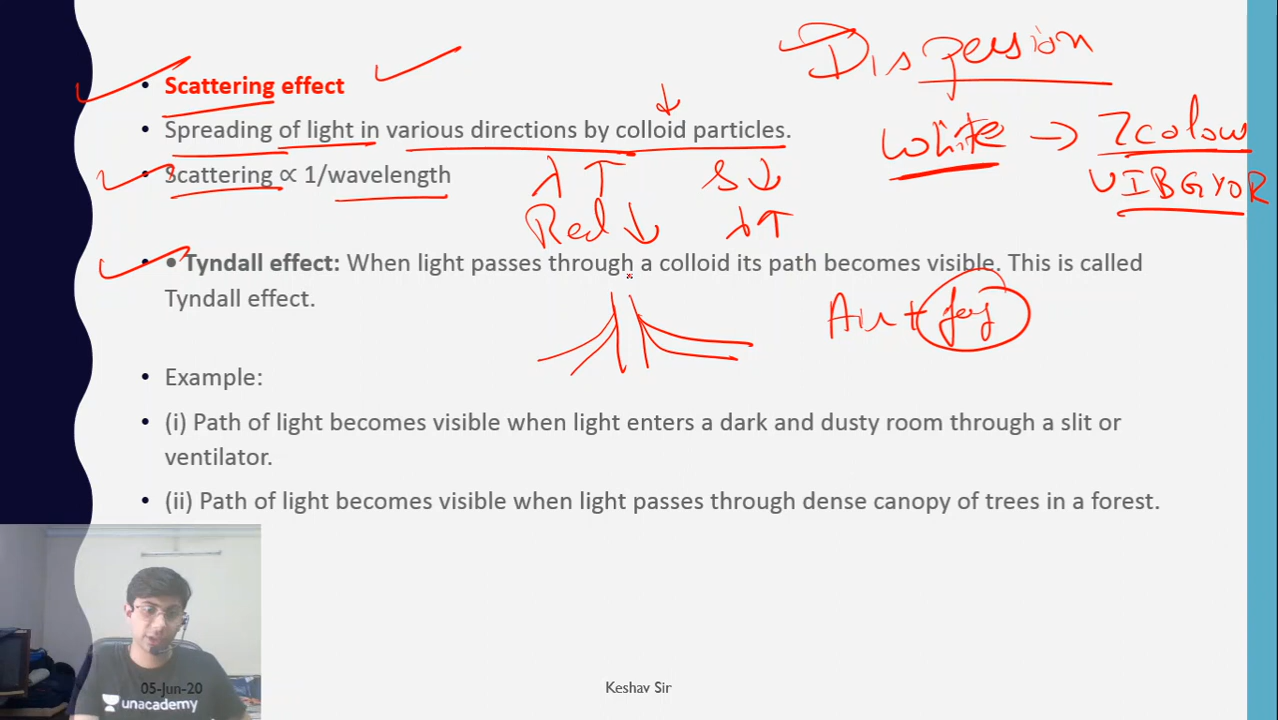 Dispersion
• Scattering effect
• Spreading of light in various directions by colloid particles.
White → 7 colour
VIBGYOR
• Scattering ∝ 1/wavelength
λ ↑ S ↓
Red ↓ λ ↑
• • Tyndall effect: When light passes through a colloid its path becomes visible. This is called
Tyndall effect.
Air + fog
• Example:
• (i) Path of light becomes visible when light enters a dark and dusty room through a slit or
ventilator.
• (ii) Path of light becomes visible when light passes through dense canopy of trees in a forest.
unacademy
05-Jun-20
Keshav Sir